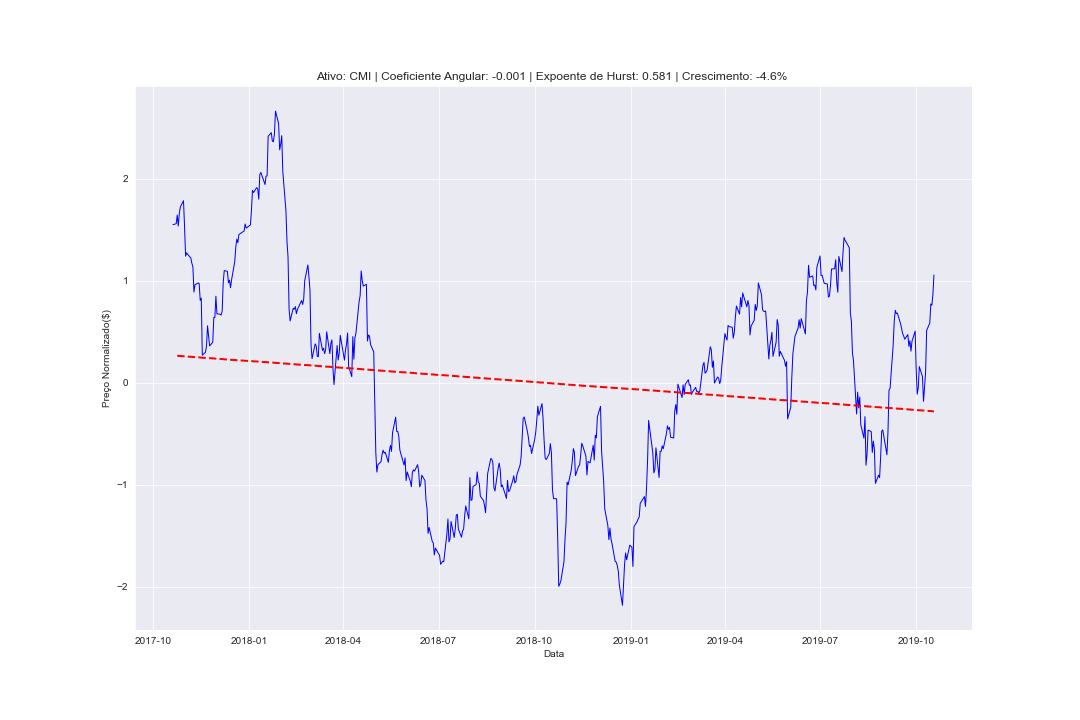 Ativo: CMI | Coeficiente Angular: -0.001 | Expoente de Hurst: 0.581 | Crescimento: -4.6%
Preço Normalizado($)
2
1
0
−1
−2
2017-10 2018-01 2018-04 2018-07 2018-10 2019-01 2019-04 2019-07 2019-10
Data